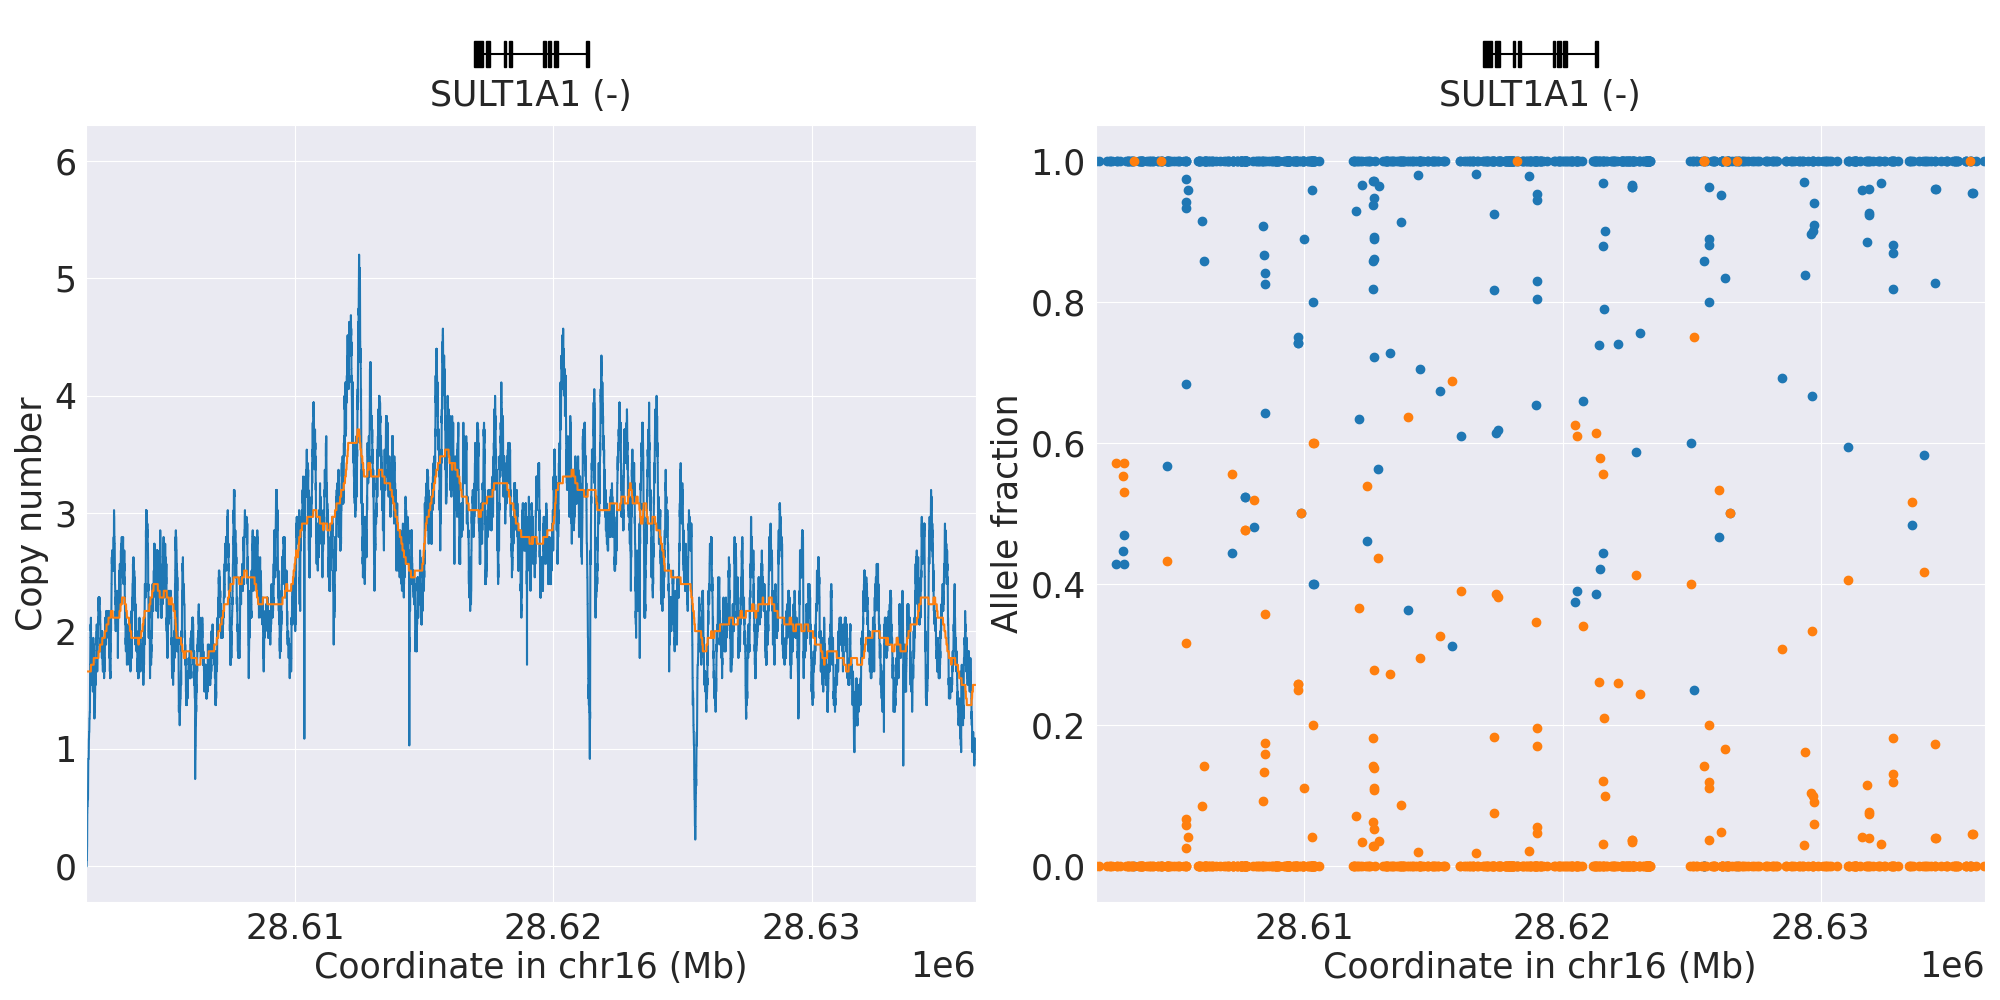 SULT1A1 (-)
6
5
4
3
2
1
0
Copy number
28.61
28.62
28.63
Coordinate in chr16 (Mb)
1e6
SULT1A1 (-)
1.0
0.8
0.6
0.4
0.2
0.0
Allele fraction
28.61
28.62
28.63
Coordinate in chr16 (Mb)
1e6